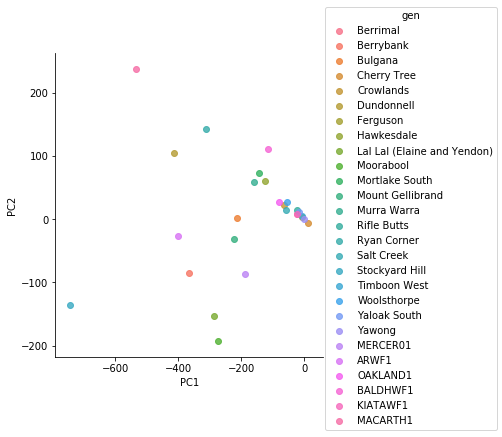 gen
Berrimal
Berrybank
Bulgana
Cherry Tree
Crowlands
Dundonnell
Ferguson
Hawkesdale
Lal Lal (Elaine and Yendon)
Moorabool
Mortlake South
Mount Gellibrand
Murra Warra
Rifle Butts
Ryan Corner
Salt Creek
Stockyard Hill
Timboon West
Woolsthorpe
Yaloak South
Yawong
MERCER01
ARWF1
OAKLAND1
BALDHWF1
KIATAWF1
MACARTH1
200
100
0
−100
−200
PC2
−600
−400
−200
0
PC1